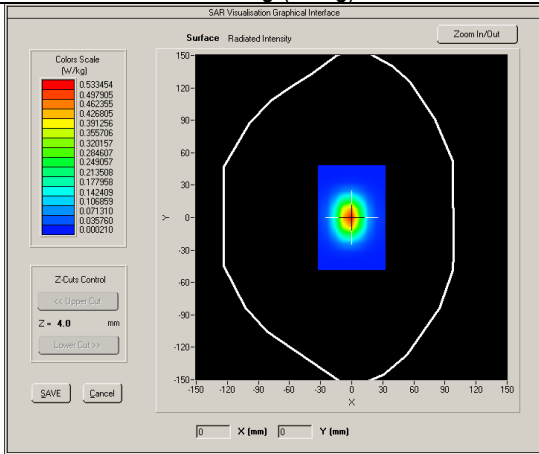 SAR Visualisation Graphical Interface
Surface Radiated Intensity
Zoom In/Out
Colors Scale
(W/kg)
0.533454
0.497905
0.462355
0.426805
0.391256
0.355706
0.320157
0.284607
0.249057
0.213508
0.177958
0.142409
0.106859
0.071310
0.035760
0.000210
150
120
90
60
30
0
-30
-60
-90
-120
-150
Y
-150 -120 -90 -60 -30 0 30 60 90 120 150
X
Z-Cuts Control
<< Upper Cut
Z = 4.0 mm
Lower Cut >>
SAVE Cancel
0 X (mm) 0 Y (mm)